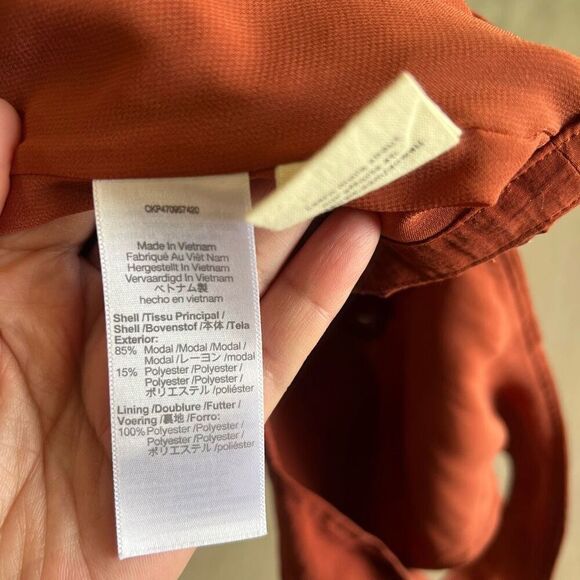 CKP470957420
Made In Vietnam
Fabriqué Au Viêt Nam
Hergestellt In Vietnam
Vervaardigd In Vietnam
ベトナム製
hecho en vietnam
Shell /Tissu Principal /
Shell /Bovenstof /本体 /Tela
Exterior:
85% Modal /Modal /Modal /
Modal /レーヨン /modal
15% Polyester /Polyester /
Polyester /Polyester /
ポリエステル /poliéster
Lining /Doublure /Futter /
Voering /裏地 /Forro:
100% Polyester /Polyester /
Polyester /Polyester /
ポリエステル /poliéster